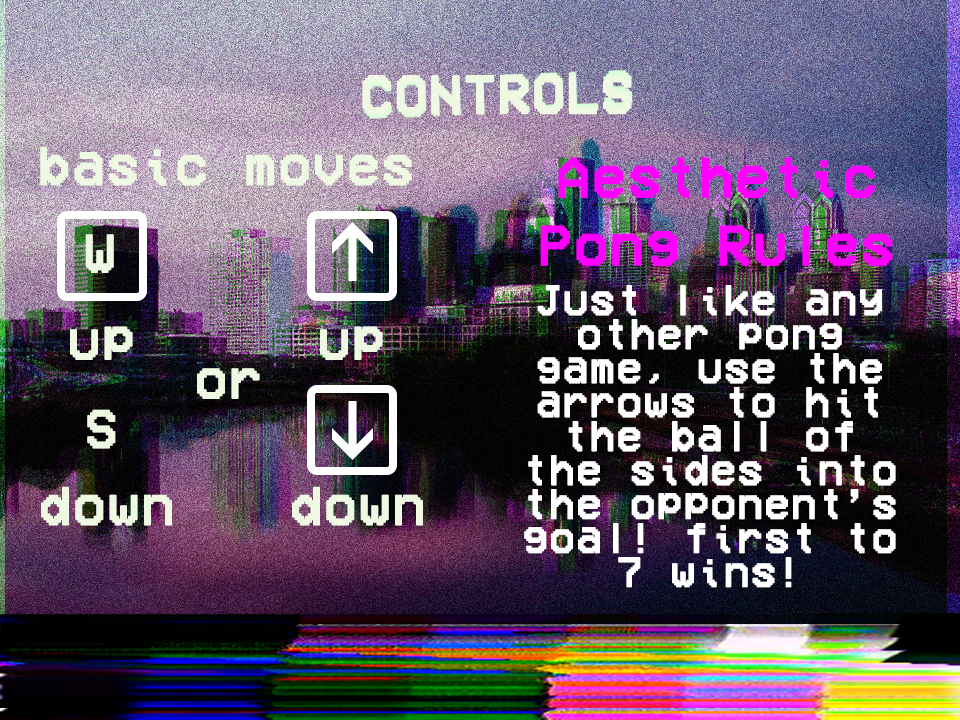 CONTROLS
basic moves
W
↑
up
up
or
S
↓
down
down
Aesthetic
Pong Rules
Just like any
other pong
game, use the
arrows to hit
the ball of
the sides into
the opponent's
goal! first to
7 wins!